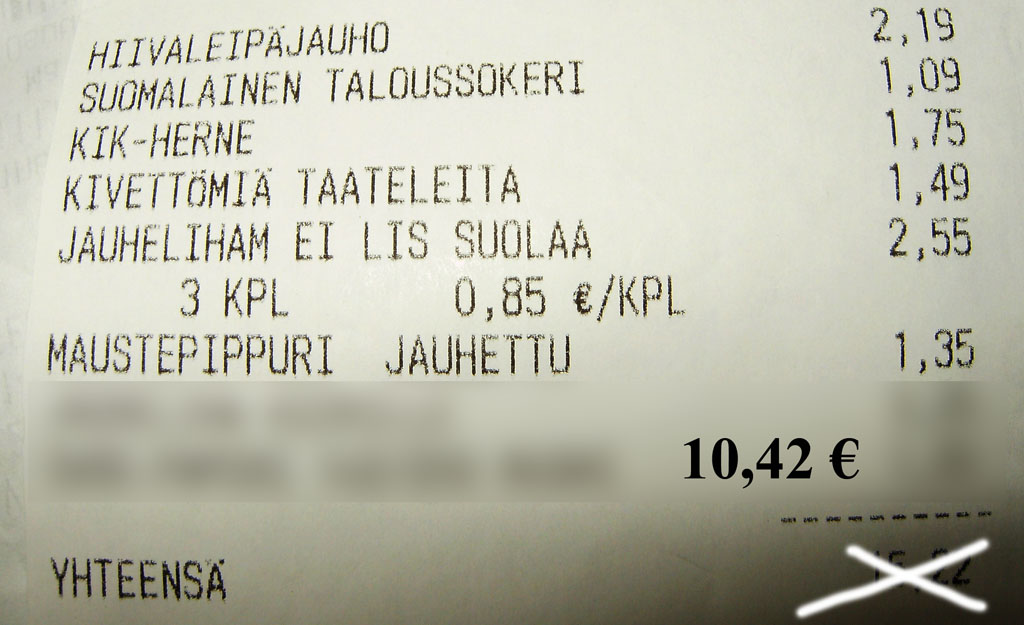 HIIVALEIPÄJAUHO 2,19
SUOMALAINEN TALOUSSOKERI 1,09
KIK-HERNE 1,75
KIVETTÖMIÄ TAATELEITA 1,49
JAUHELIHAM EI LIS SUOLAA 2,55
3 KPL 0,85 €/KPL
MAUSTEPIPPURI JAUHETTU 1,35
10,42 €
YHTEENSÄ